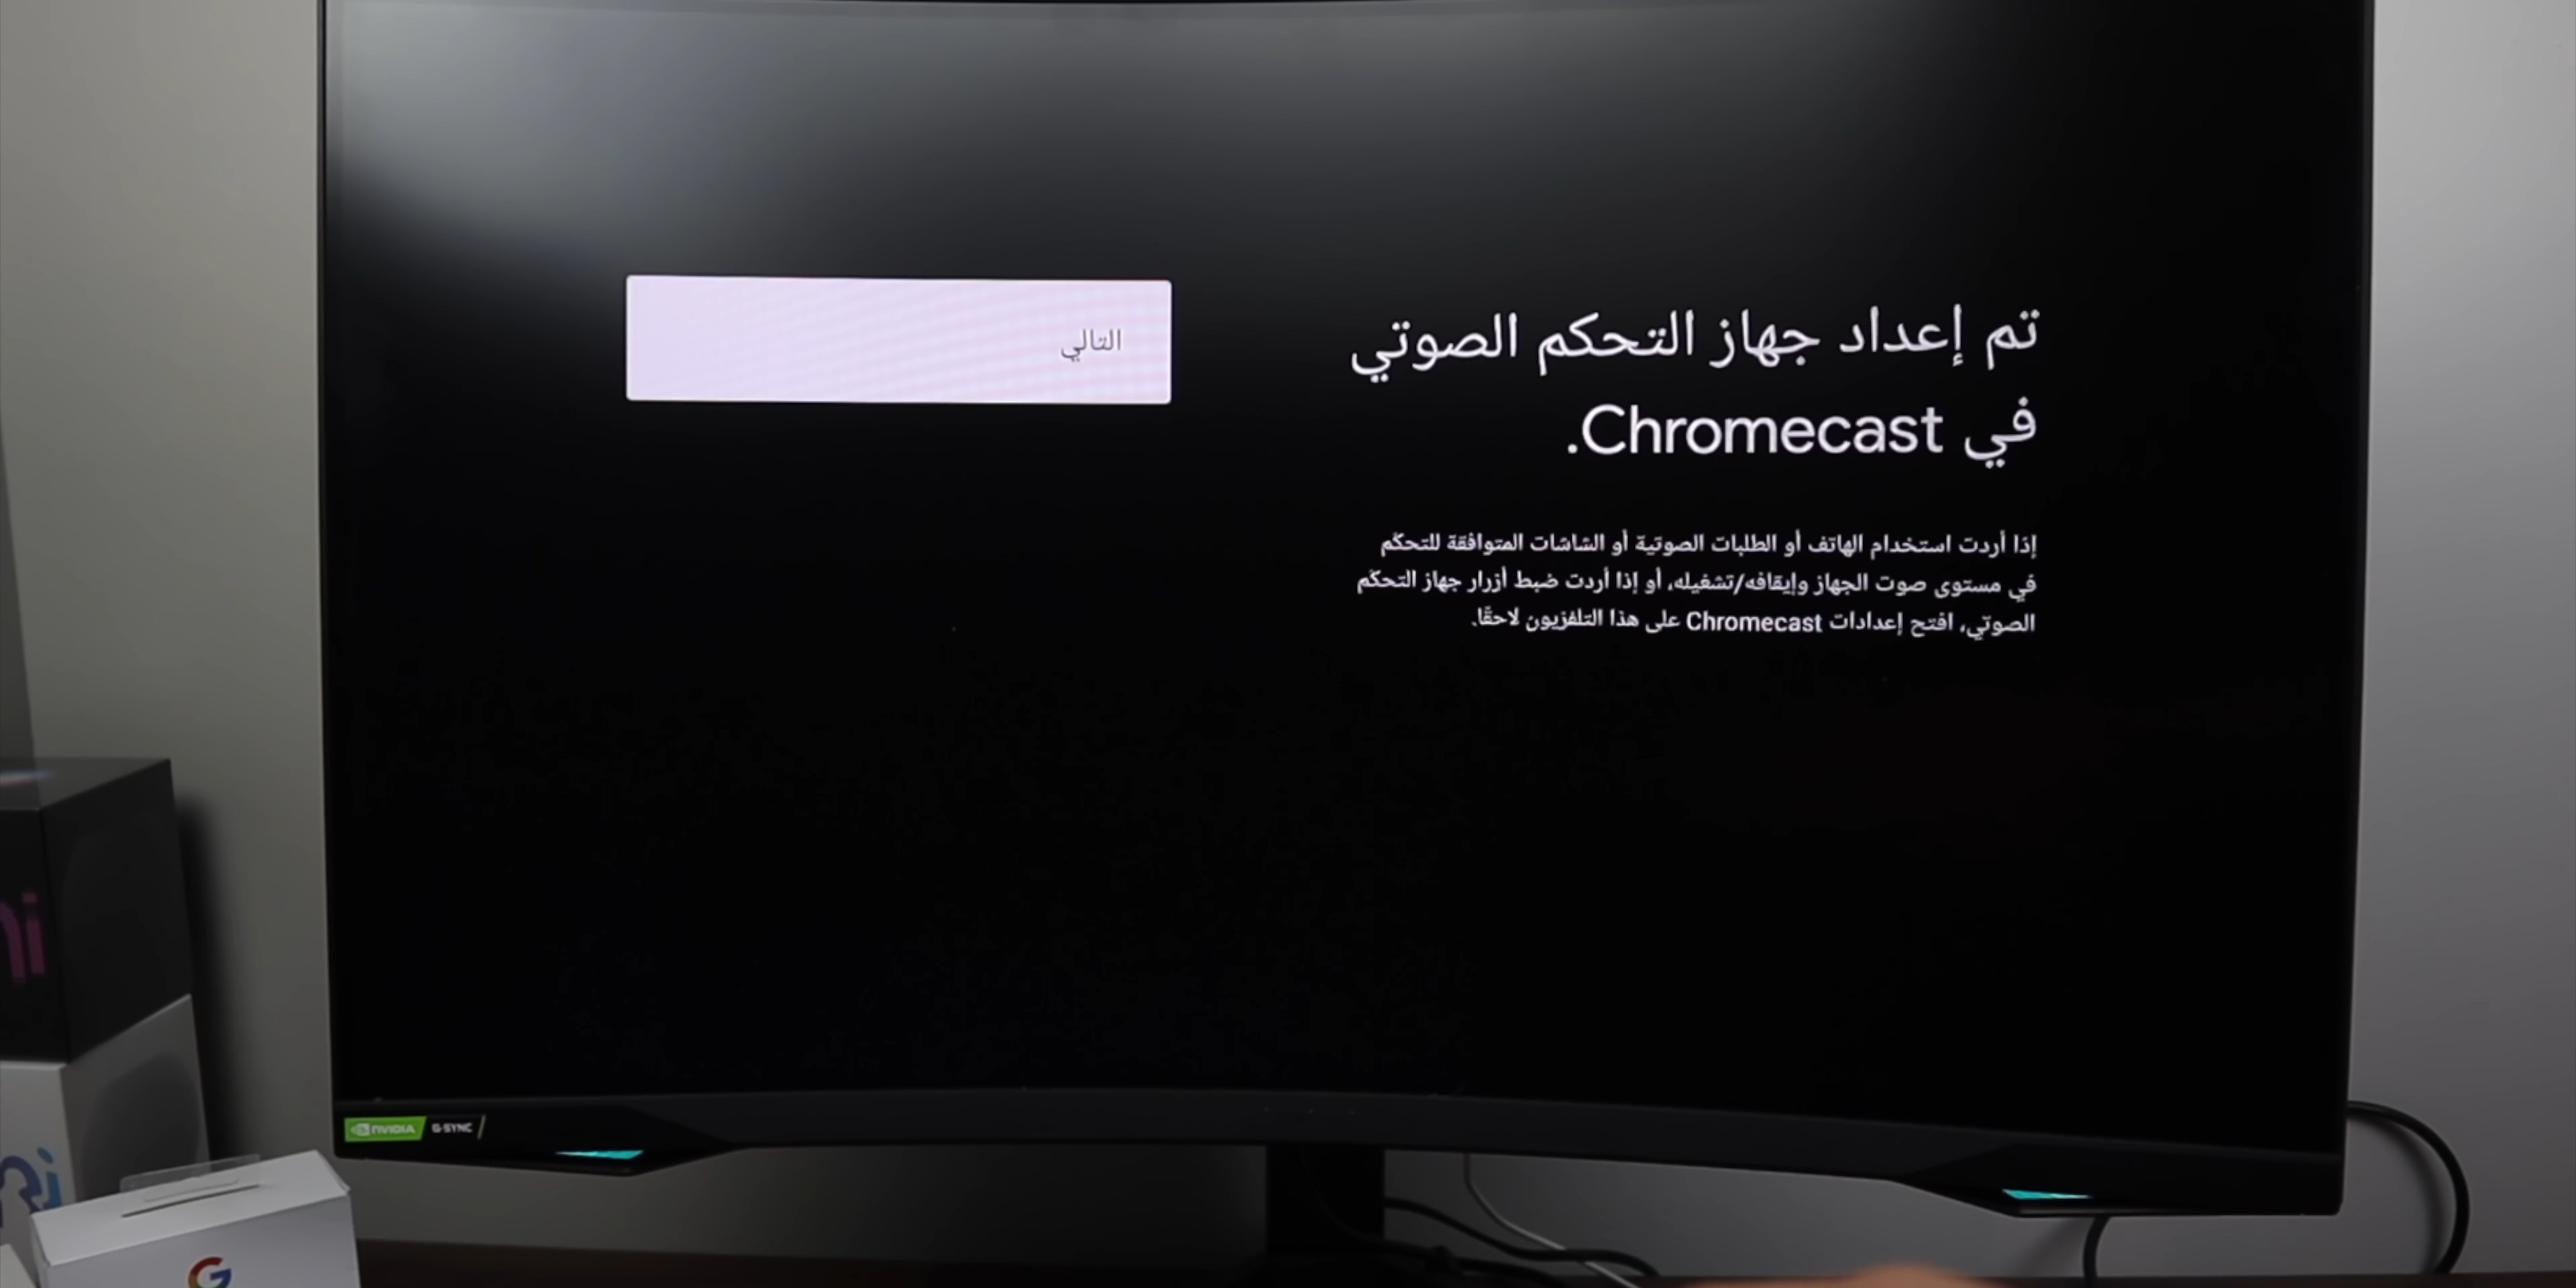 تم إعداد جهاز التحكم الصوتي
في Chromecast.
إذا أردت استخدام الهاتف أو الطلبات الصوتية أو الشاشات المتوافقة للتحكّم
في مستوى صوت الجهاز وإيقافه/تشغيله، أو إذا أردت ضبط أزرار جهاز التحكّم
الصوتي، افتح إعدادات Chromecast على هذا التلفزيون لاحقًا.
التالي
NVIDIA G-SYNC
G